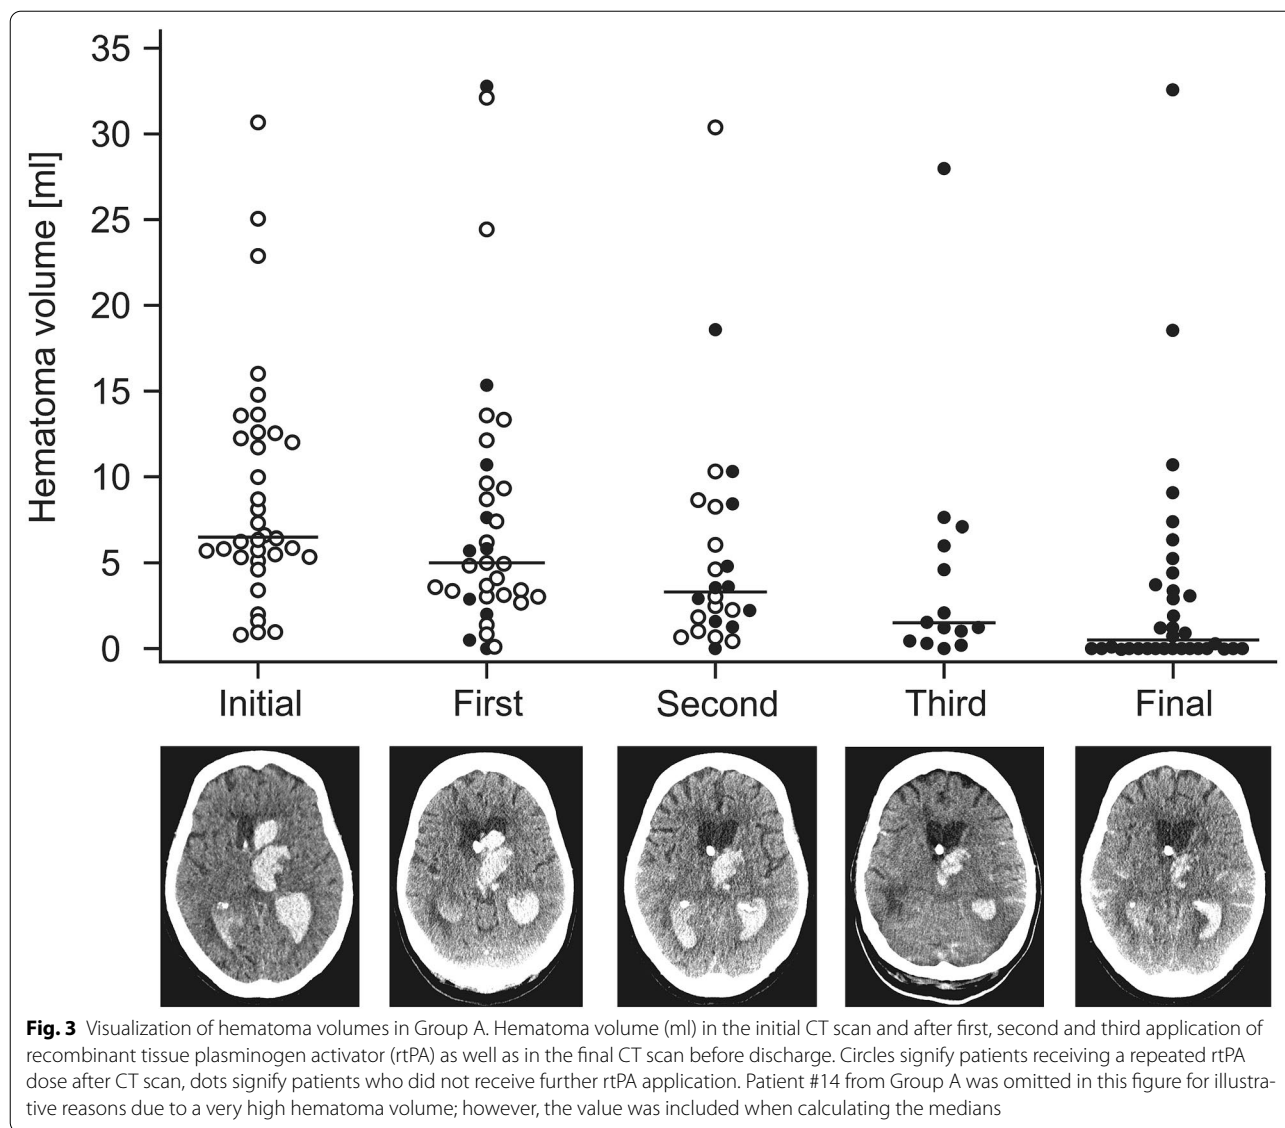 35
30
25
20
15
10
5
0
Hematoma volume [ml]
Initial First Second Third Final
Fig. 3 Visualization of hematoma volumes in Group A. Hematoma volume (ml) in the initial CT scan and after first, second and third application of
recombinant tissue plasminogen activator (rtPA) as well as in the final CT scan before discharge. Circles signify patients receiving a repeated rtPA
dose after CT scan, dots signify patients who did not receive further rtPA application. Patient #14 from Group A was omitted in this figure for illustra-
tive reasons due to a very high hematoma volume; however, the value was included when calculating the medians